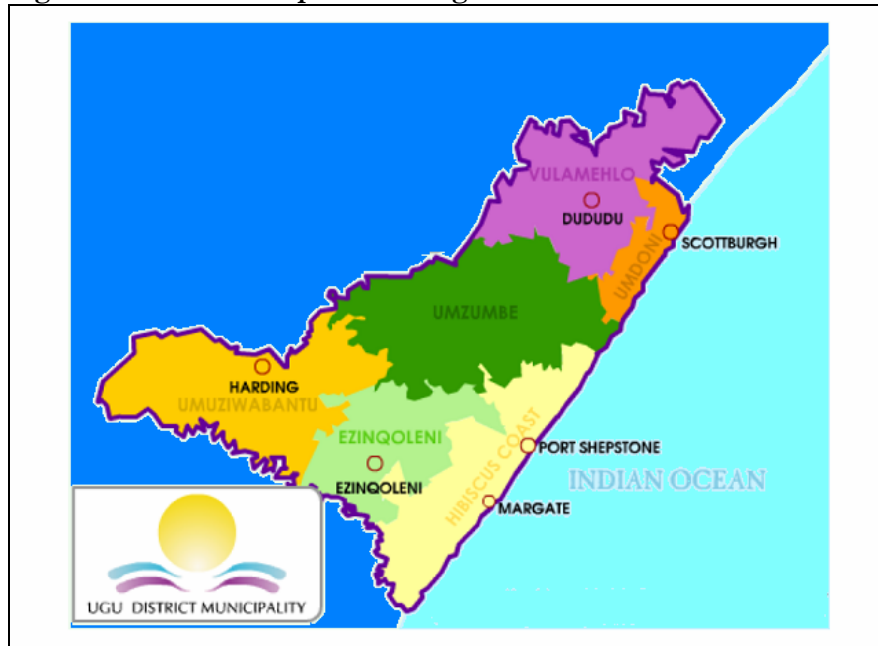 VULAMEHLO
DUDUDU
SCOTTBURGH
UMDONI
UMZUMBE
HARDING
UMUZIWABANTU
EZINQOLENI
EZINQOLENI
HIBISCUS COAST
PORT SHEPSTONE
MARGATE
INDIAN OCEAN
UGU DISTRICT MUNICIPALITY